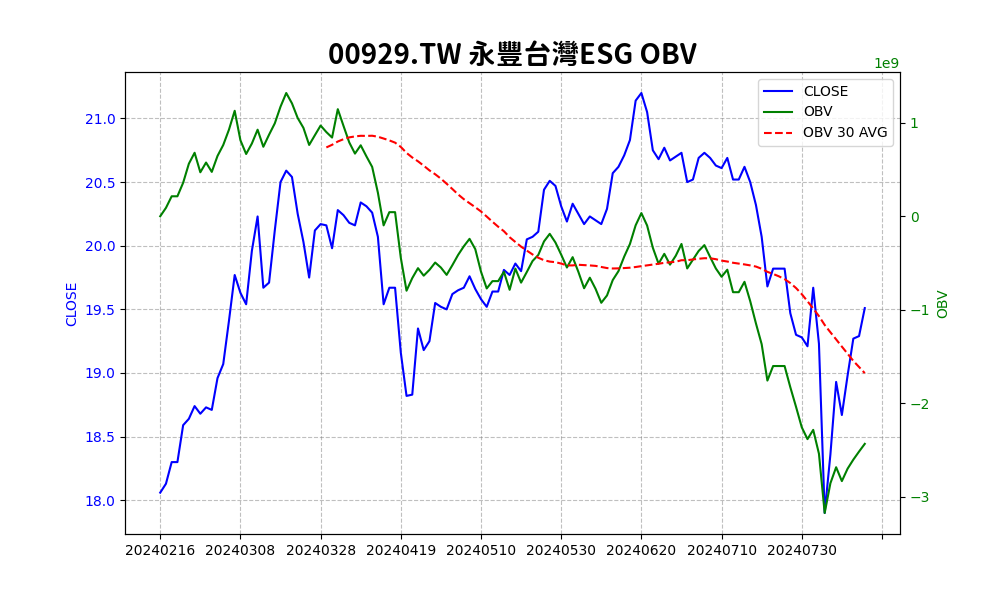 00929.TW 永豐台灣ESG OBV
1e9
CLOSE
OBV
OBV 30 AVG
21.0
20.5
20.0
19.5
19.0
18.5
18.0
CLOSE
1
0
−1
−2
−3
OBV
20240216 20240308 20240328 20240419 20240510 20240530 20240620 20240710 20240730